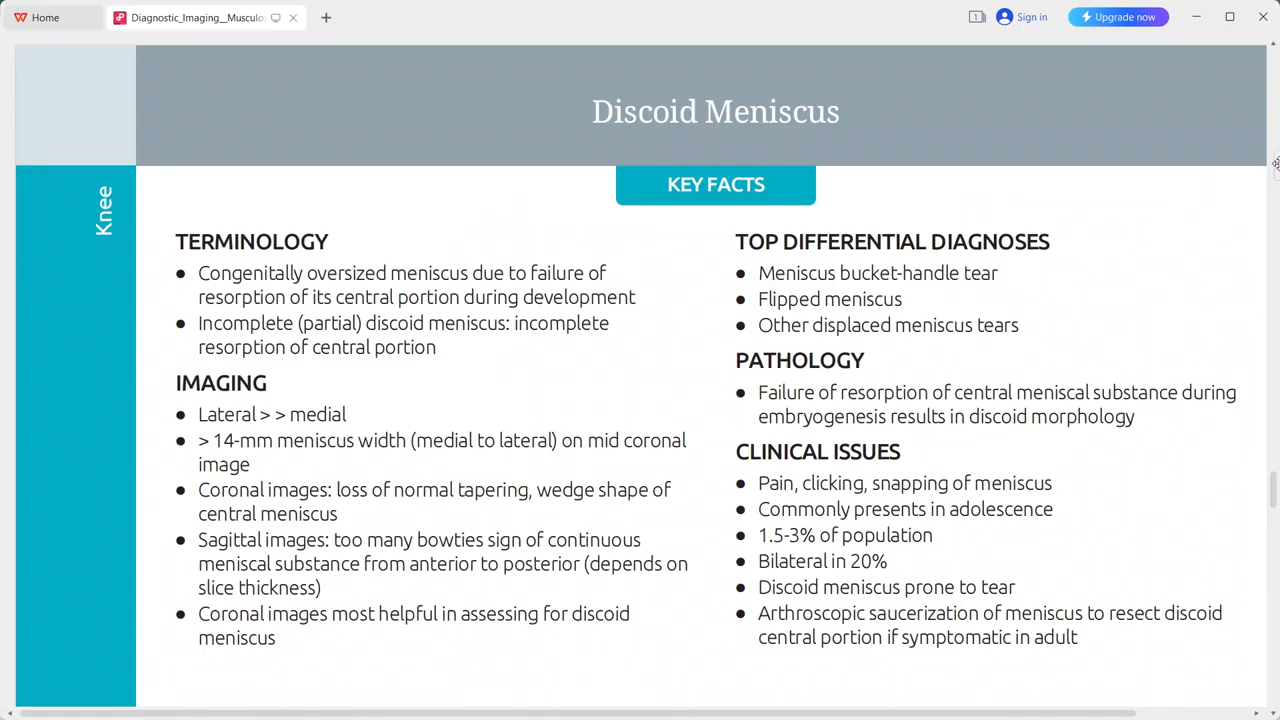 Home
Diagnostic_Imaging__Musculo
1
Sign in
Upgrade now
Discoid Meniscus
Knee
KEY FACTS
TERMINOLOGY
● Congenitally oversized meniscus due to failure of
resorption of its central portion during development
● Incomplete (partial) discoid meniscus: incomplete
resorption of central portion
IMAGING
● Lateral > > medial
● > 14-mm meniscus width (medial to lateral) on mid coronal
image
● Coronal images: loss of normal tapering, wedge shape of
central meniscus
● Sagittal images: too many bowties sign of continuous
meniscal substance from anterior to posterior (depends on
slice thickness)
● Coronal images most helpful in assessing for discoid
meniscus
TOP DIFFERENTIAL DIAGNOSES
● Meniscus bucket-handle tear
● Flipped meniscus
● Other displaced meniscus tears
PATHOLOGY
● Failure of resorption of central meniscal substance during
embryogenesis results in discoid morphology
CLINICAL ISSUES
● Pain, clicking, snapping of meniscus
● Commonly presents in adolescence
● 1.5-3% of population
● Bilateral in 20%
● Discoid meniscus prone to tear
● Arthroscopic saucerization of meniscus to resect discoid
central portion if symptomatic in adult